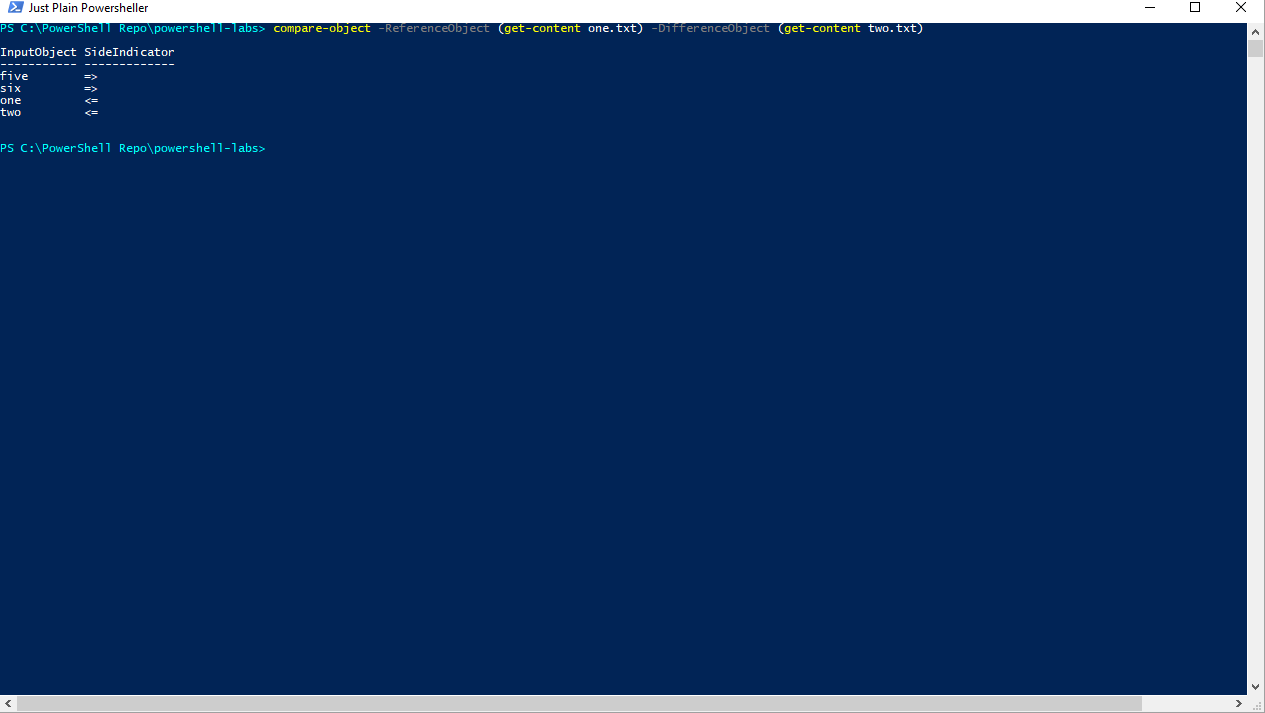 Just Plain Powersheller
PS C:\PowerShell Repo\powershell-labs> compare-object -ReferenceObject (get-content one.txt) -DifferenceObject (get-content two.txt)
InputObject SideIndicator
----------- -------------
five        =>
six         =>
one         <=
two         <=
PS C:\PowerShell Repo\powershell-labs>